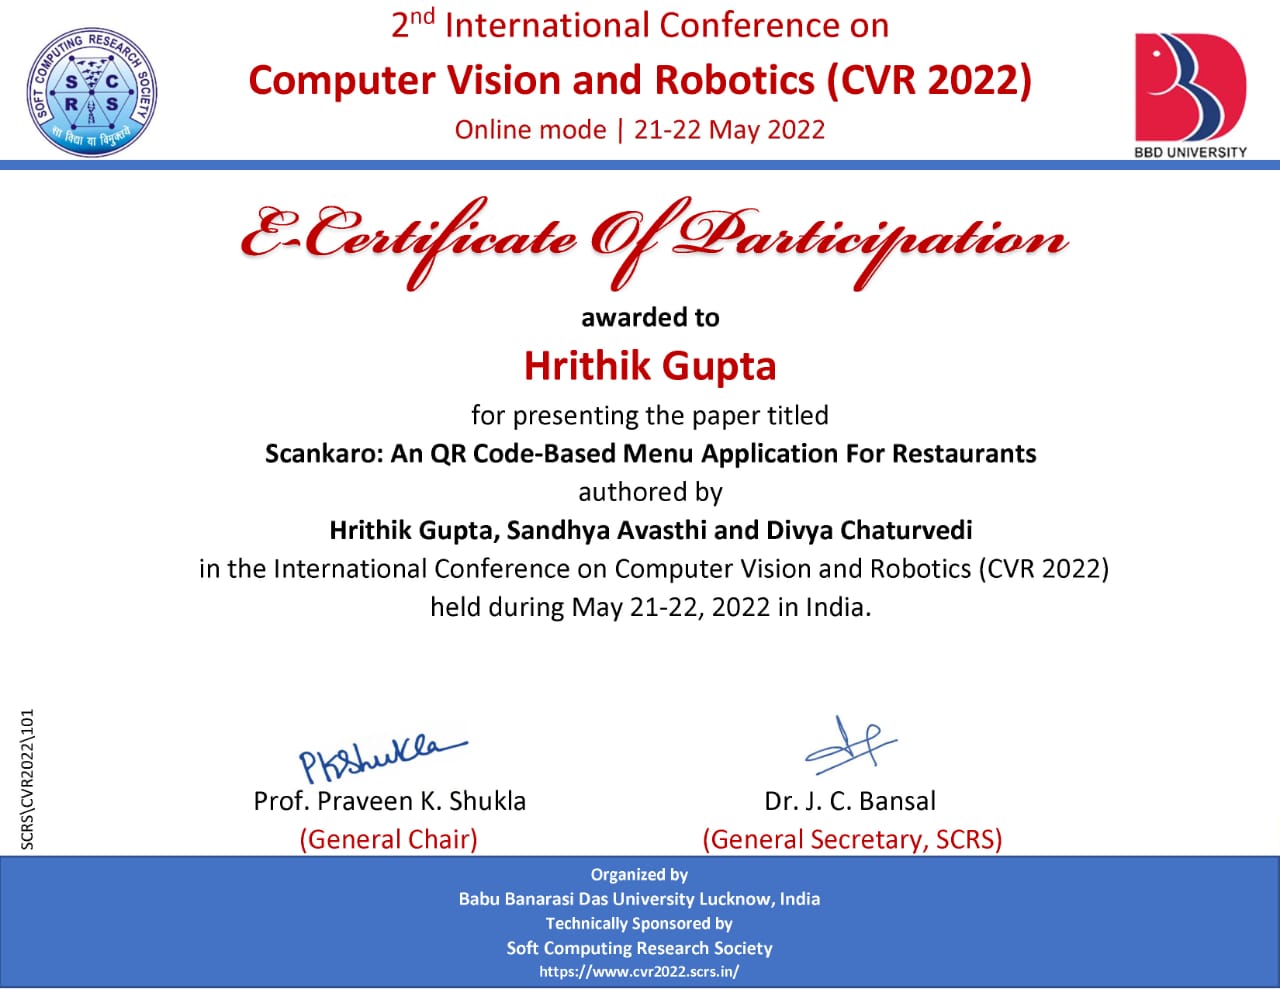 2nd International Conference on
Computer Vision and Robotics (CVR 2022)
Online mode | 21-22 May 2022
SOFT COMPUTING RESEARCH SOCIETY
S C
R S
सा विद्या या विमुक्तये
BBD UNIVERSITY
E-Certificate Of Participation
awarded to
Hrithik Gupta
for presenting the paper titled
Scankaro: An QR Code-Based Menu Application For Restaurants
authored by
Hrithik Gupta, Sandhya Avasthi and Divya Chaturvedi
in the International Conference on Computer Vision and Robotics (CVR 2022)
held during May 21-22, 2022 in India.
SCRS\CVR2022\101
PKShukla
Prof. Praveen K. Shukla
(General Chair)
Dr. J. C. Bansal
(General Secretary, SCRS)
Organized by
Babu Banarasi Das University Lucknow, India
Technically Sponsored by
Soft Computing Research Society
https://www.cvr2022.scrs.in/